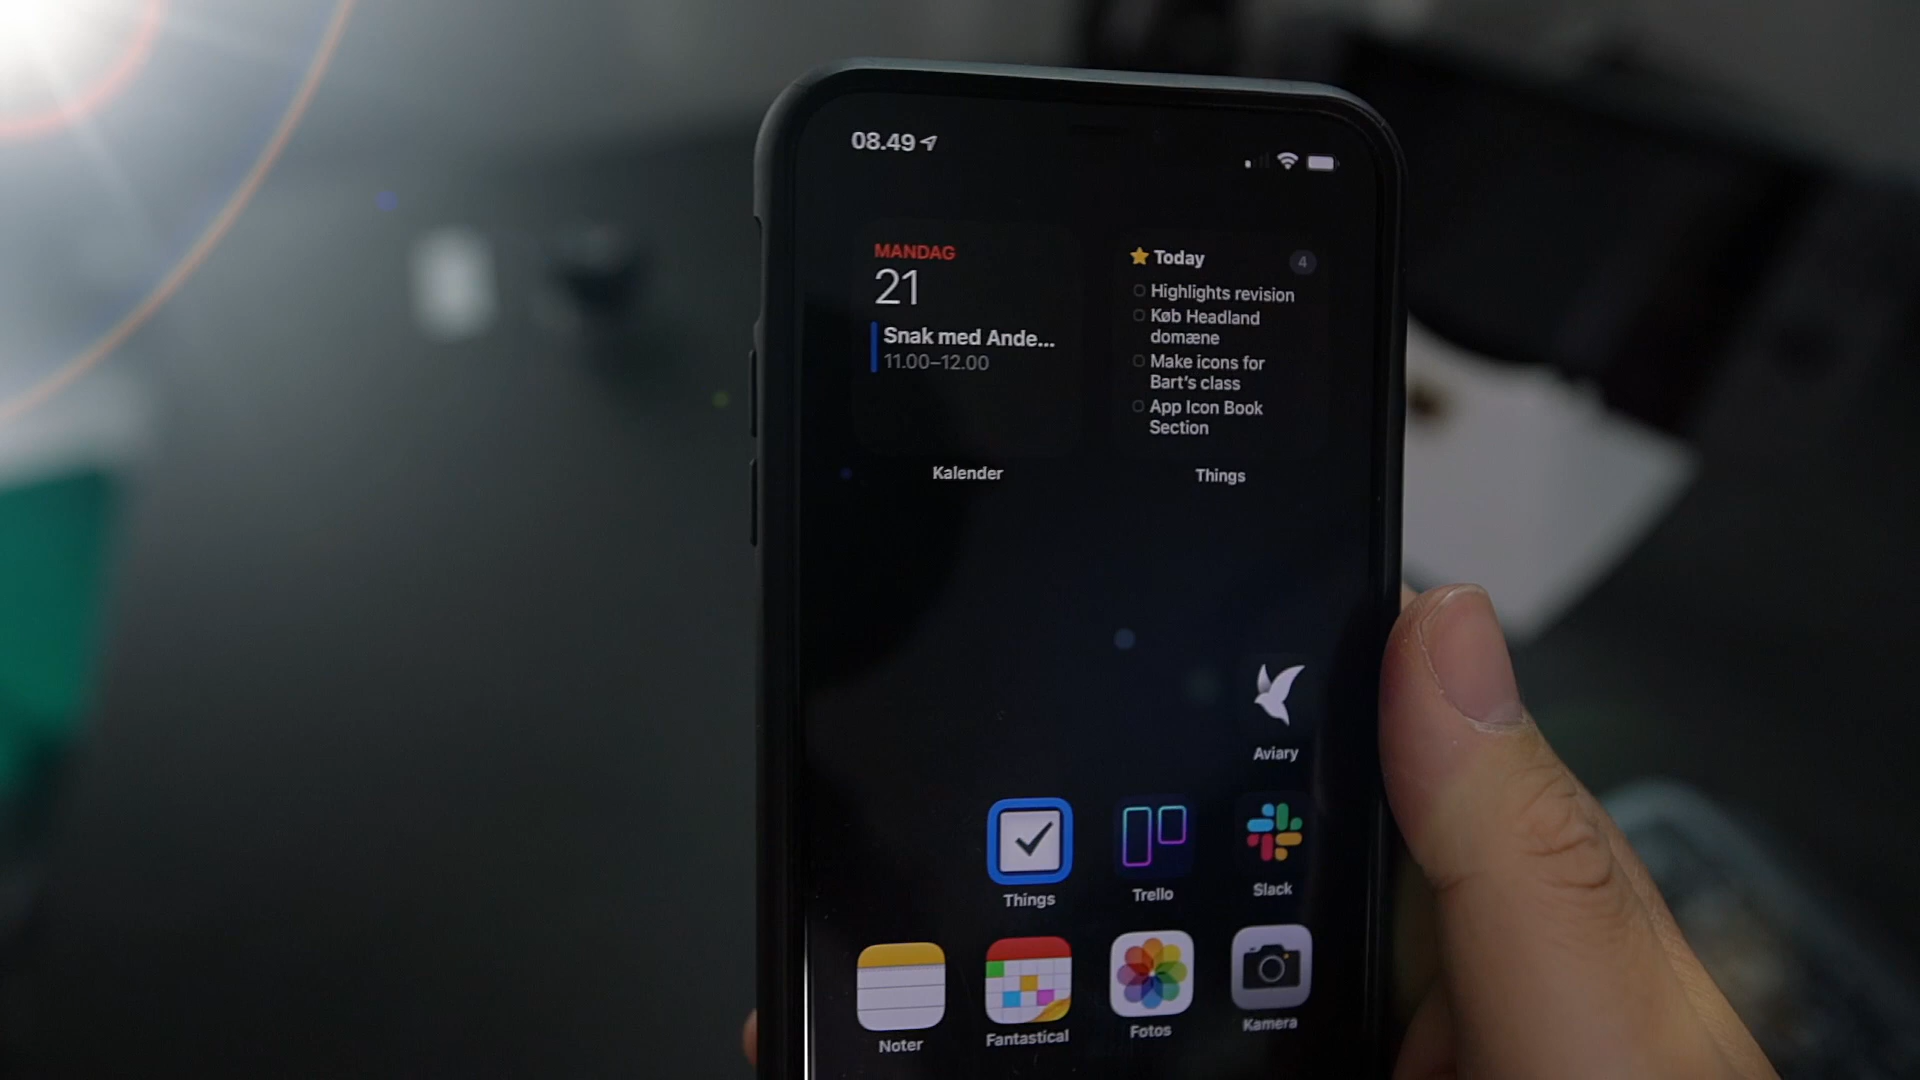 08.49
MANDAG
21
Snak med Ande...
11.00–12.00
Kalender
Today
4
Highlights revision
Køb Headland
domæne
Make icons for
Bart's class
App Icon Book
Section
Things
Aviary
Things
Trello
Slack
Noter
Fantastical
Fotos
Kamera